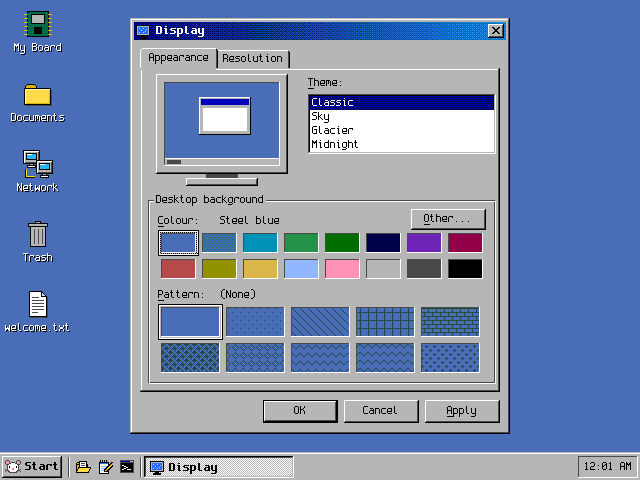 My Board
Documents
Network
Trash
welcome.txt
Display
Appearance
Resolution
Theme:
Classic
Sky
Glacier
Midnight
Desktop background
Colour: Steel blue
Other...
Pattern: (None)
OK
Cancel
Apply
Start
Display
12:01 AM